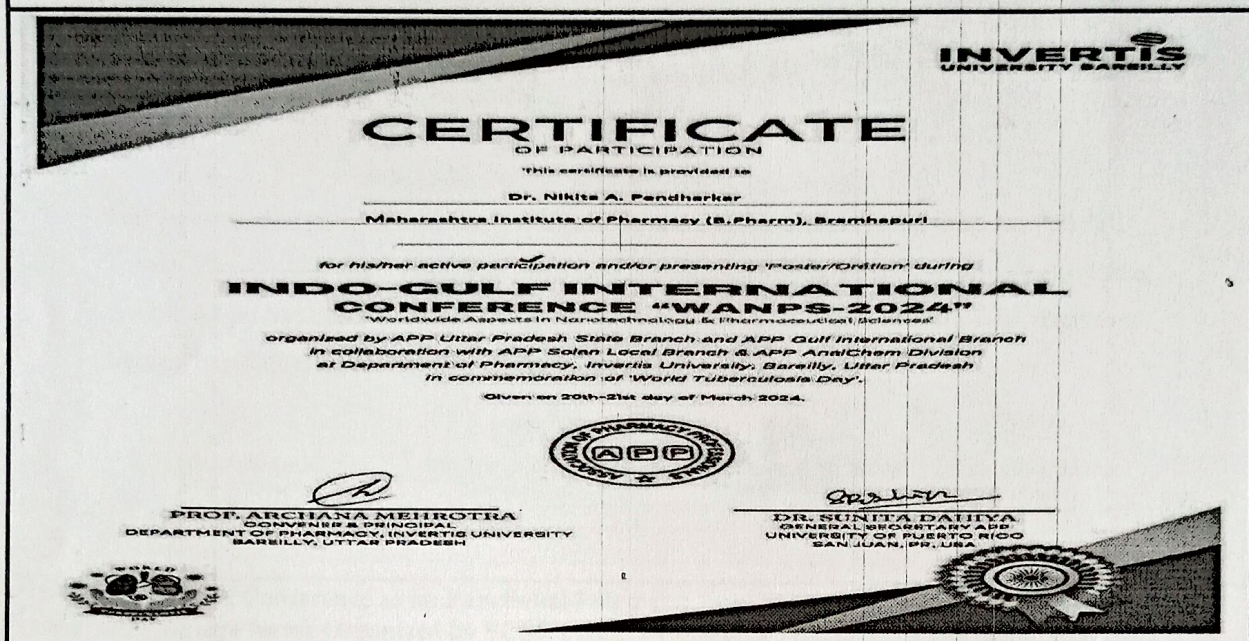 INVERTIS
UNIVERSITY BAREILLY
CERTIFICATE
OF PARTICIPATION
'This certificate is provided to
Dr. Nikita A. Pendharkar
Maharashtra Institute of Pharmacy (B.Pharm), Bramhapuri
for his/her active participation and/or presenting 'Poster/Oration' during
INDO-GULF INTERNATIONAL
CONFERENCE “WANPS-2024”
'Worldwide Aspects in Nanotechnology & Pharmaceutical Sciences'
organized by APP Uttar Pradesh State Branch and APP Gulf International Branch
in collaboration with APP Solan Local Branch & APP AnalChem Division
at Department of Pharmacy, Invertis University, Bareilly, Uttar Pradesh
in commemoration of 'World Tuberculosis Day'.
Given on 20th-21st day of March 2024.
ASSOCIATION OF PHARMACY PROFESSIONALS
APP
PROF. ARCHANA MEHROTRA
CONVENER & PRINCIPAL
DEPARTMENT OF PHARMACY, INVERTIS UNIVERSITY
BAREILLY, UTTAR PRADESH
DR. SUNITA DAHIYA
GENERAL SECRETARY APP
UNIVERSITY OF PUERTO RICO
SAN JUAN, PR, USA
WORLD
DAY